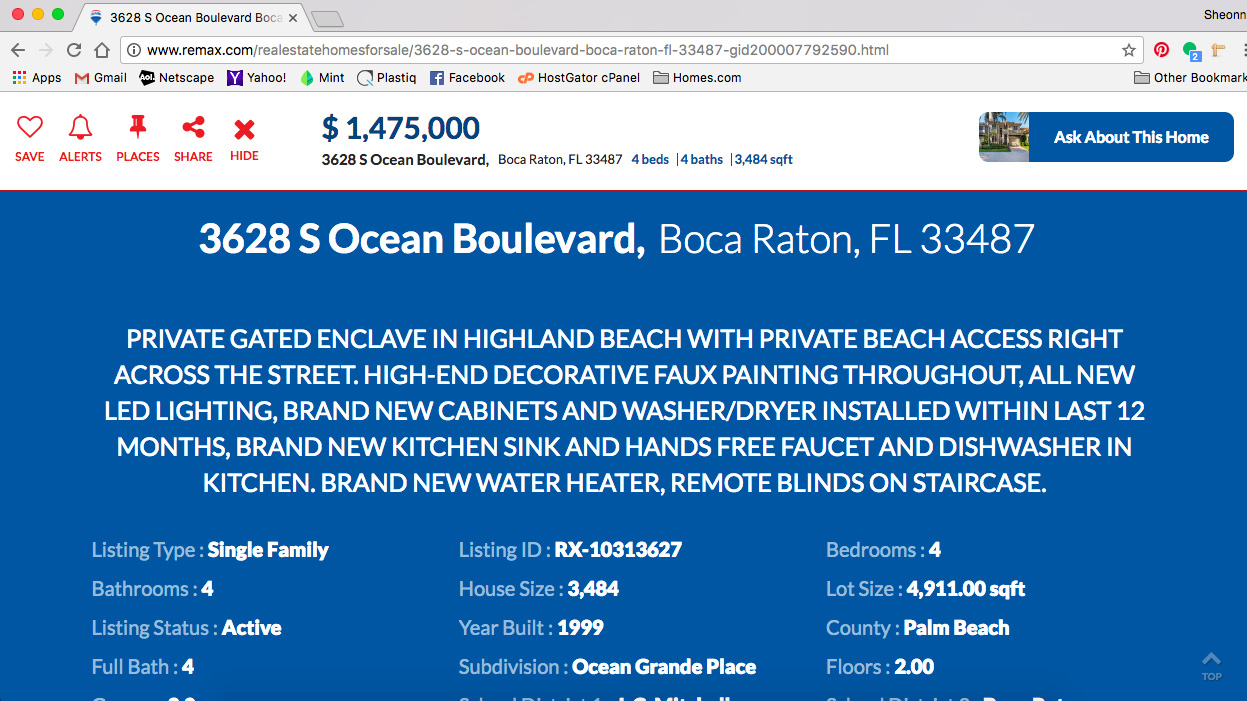 3628 S Ocean Boulevard Boca
Sheonn
www.remax.com/realestatehomesforsale/3628-s-ocean-boulevard-boca-raton-fl-33487-gid200007792590.html
2
Apps Gmail Aol. Netscape Yahoo! Mint Plastiq Facebook cP HostGator cPanel Homes.com Other Bookmark
SAVE ALERTS PLACES SHARE HIDE
$ 1,475,000
3628 S Ocean Boulevard, Boca Raton, FL 33487 4 beds |4 baths |3,484 sqft
Ask About This Home
3628 S Ocean Boulevard, Boca Raton, FL 33487
PRIVATE GATED ENCLAVE IN HIGHLAND BEACH WITH PRIVATE BEACH ACCESS RIGHT
ACROSS THE STREET. HIGH-END DECORATIVE FAUX PAINTING THROUGHOUT, ALL NEW
LED LIGHTING, BRAND NEW CABINETS AND WASHER/DRYER INSTALLED WITHIN LAST 12
MONTHS, BRAND NEW KITCHEN SINK AND HANDS FREE FAUCET AND DISHWASHER IN
KITCHEN. BRAND NEW WATER HEATER, REMOTE BLINDS ON STAIRCASE.
Listing Type : Single Family Listing ID : RX-10313627 Bedrooms : 4
Bathrooms : 4 House Size : 3,484 Lot Size : 4,911.00 sqft
Listing Status : Active Year Built : 1999 County : Palm Beach
Full Bath : 4 Subdivision : Ocean Grande Place Floors : 2.00
TOP